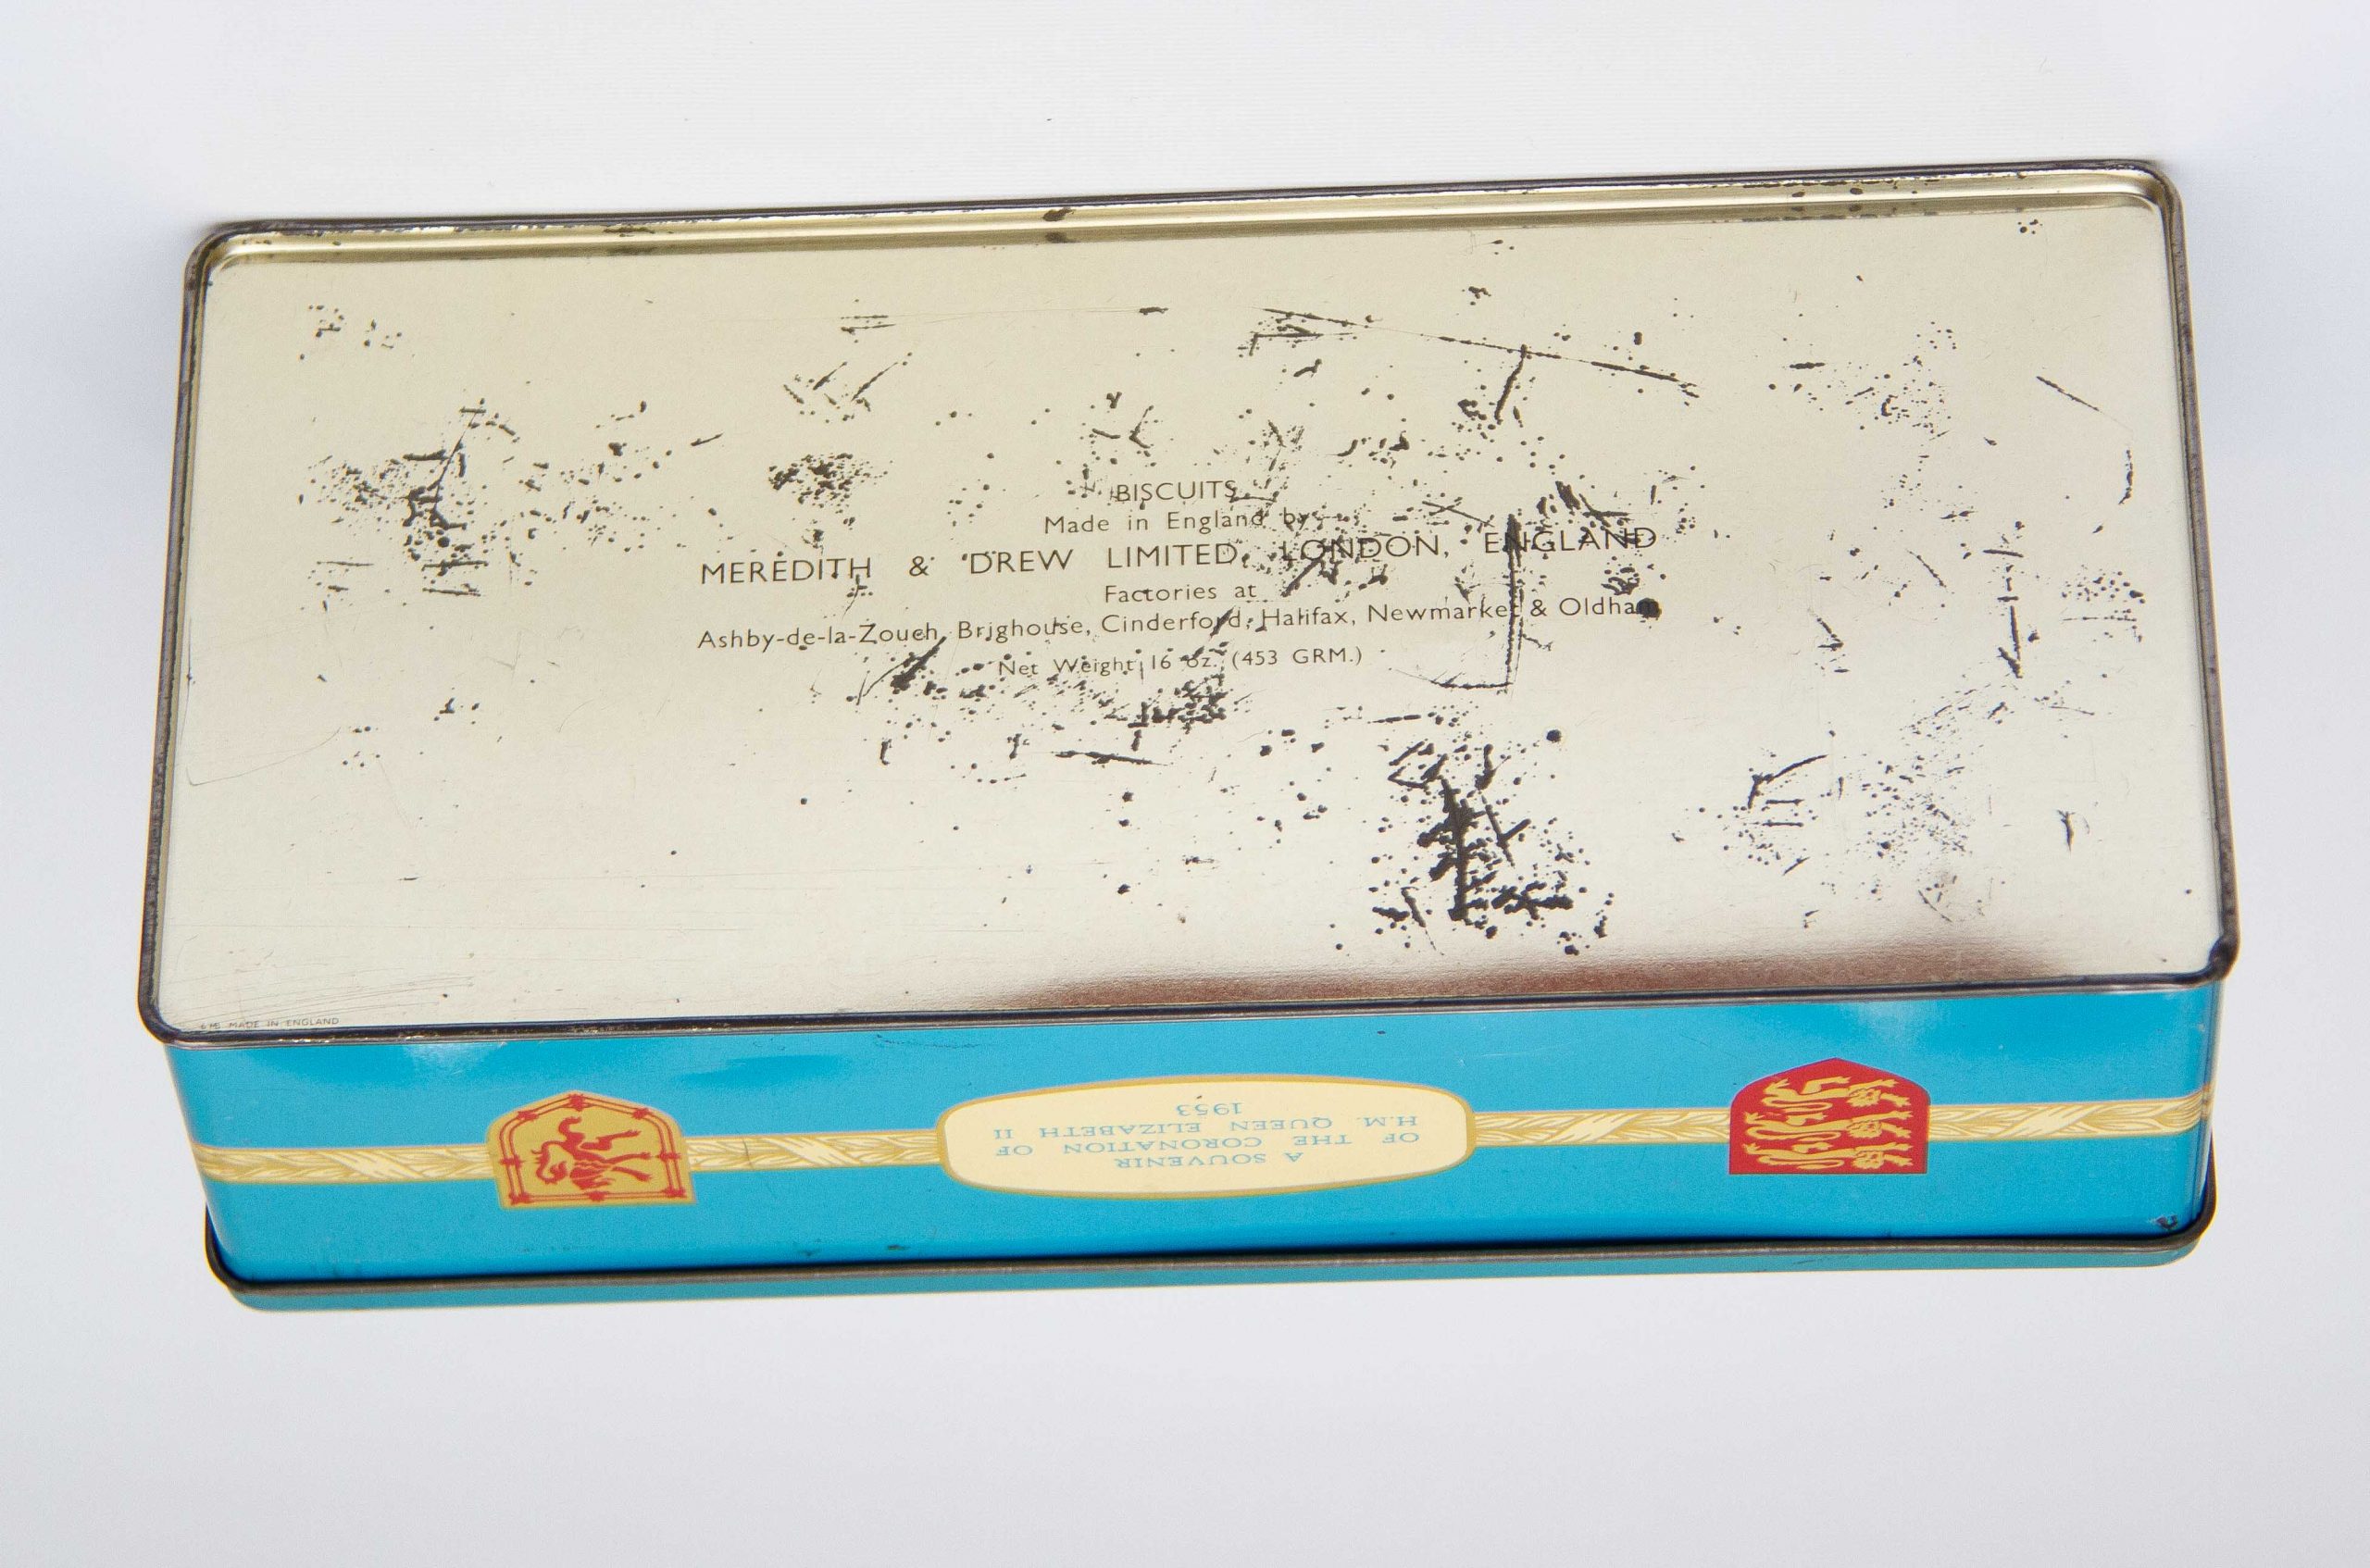 BISCUITS
Made in England by
MEREDITH & DREW LIMITED, LONDON, ENGLAND
Factories at
Ashby-de-la-Zouch, Brighouse, Cinderford, Halifax, Newmarket & Oldham
Net Weight 16 oz. (453 GRM.)
MADE IN ENGLAND
A SOUVENIR
OF THE CORONATION OF
H.M. QUEEN ELIZABETH II
1953